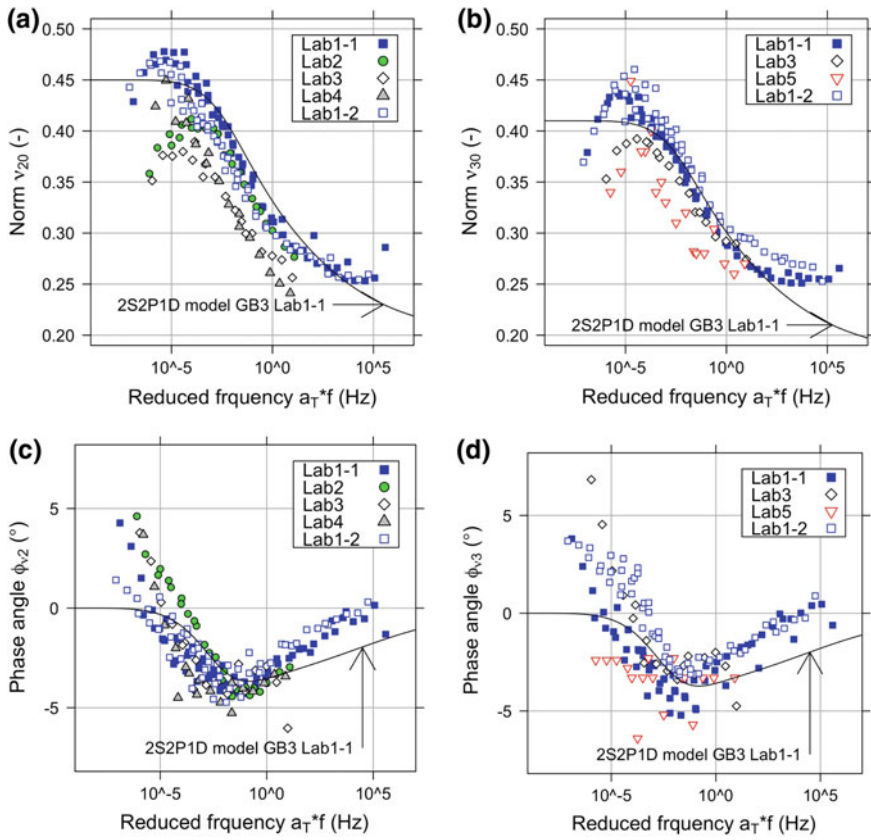 (a)
0.50
0.45
0.40
0.35
0.30
0.25
0.20
Norm ν20 (-)
Lab1-1
Lab2
Lab3
Lab4
Lab1-2
2S2P1D model GB3 Lab1-1
10^-5 10^0 10^5
Reduced frquency aT*f (Hz)
(b)
0.50
0.45
0.40
0.35
0.30
0.25
0.20
Norm ν30 (-)
Lab1-1
Lab3
Lab5
Lab1-2
2S2P1D model GB3 Lab1-1
10^-5 10^0 10^5
Reduced frquency aT*f (Hz)
(c)
5
0
-5
Phase angle ϕν2 (°)
Lab1-1
Lab2
Lab3
Lab4
Lab1-2
2S2P1D model GB3 Lab1-1
10^-5 10^0 10^5
Reduced frquency aT*f (Hz)
(d)
5
0
-5
Phase angle ϕν3 (°)
Lab1-1
Lab3
Lab5
Lab1-2
2S2P1D model GB3 Lab1-1
10^-5 10^0 10^5
Reduced frquency aT*f (Hz)